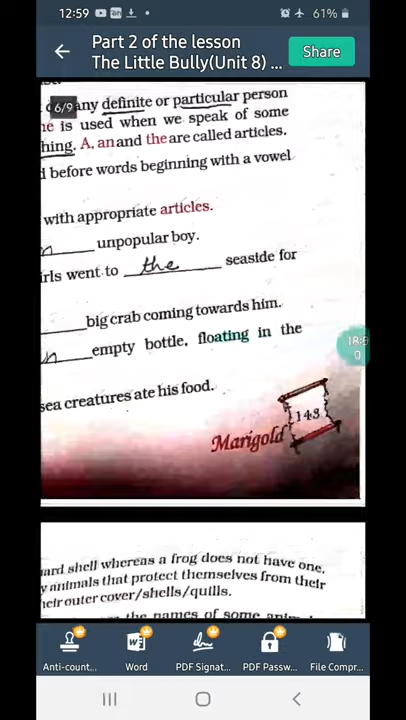 12:59
61%
Part 2 of the lesson
The Little Bully(Unit 8) ...
Share
6/9
any definite or particular person
is used when we speak of some
hing. A, an and the are called articles.
before words beginning with a vowel
with appropriate articles.
unpopular boy.
irls went to the seaside for
big crab coming towards him.
empty bottle, floating in the
sea creatures ate his food.
143
Marigold
ard shell whereas a frog does not have one,
y animals that protect themselves from their
heir outer cover/shells/quills.
the names of some
Anti-count...
Word
PDF Signat...
PDF Passw...
File Compr...